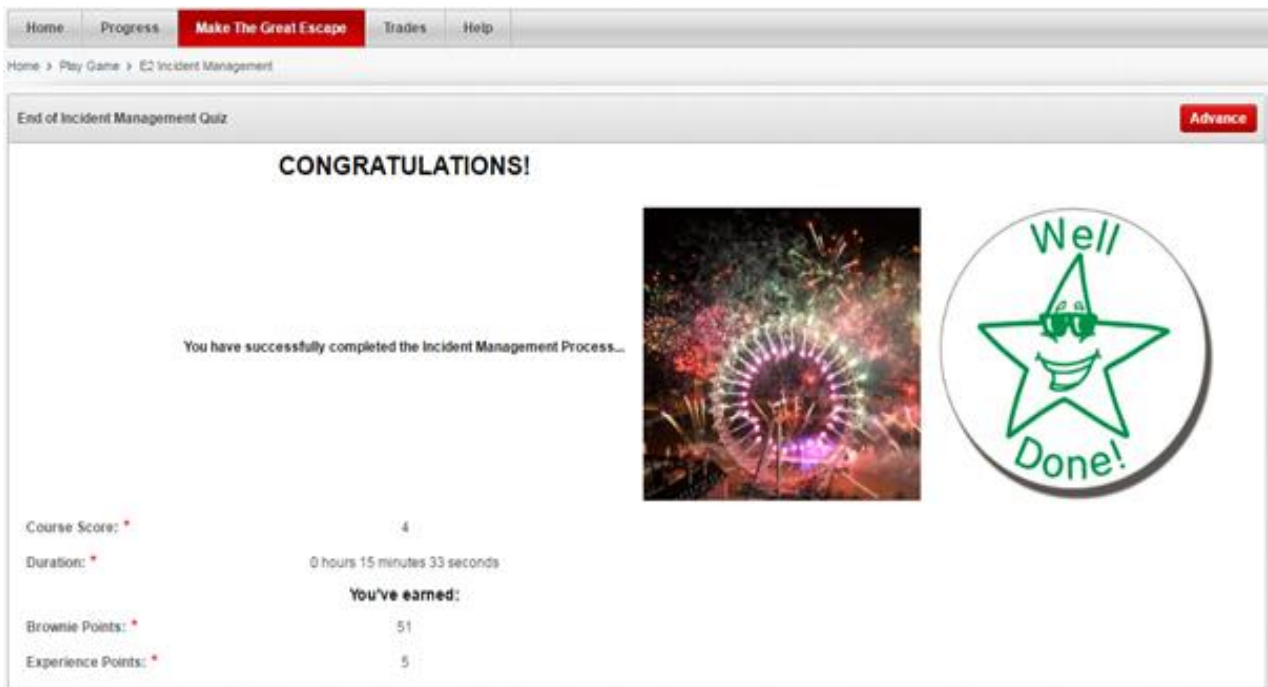 Home Progress Make The Great Escape Trades Help
Home > Play Game > E2 Incident Management
End of Incident Management Quiz Advance
CONGRATULATIONS!
You have successfully completed the Incident Management Process...
Well
Done!
Course Score: * 4
Duration: * 0 hours 15 minutes 33 seconds
You've earned:
Brownie Points: * 51
Experience Points: * 5